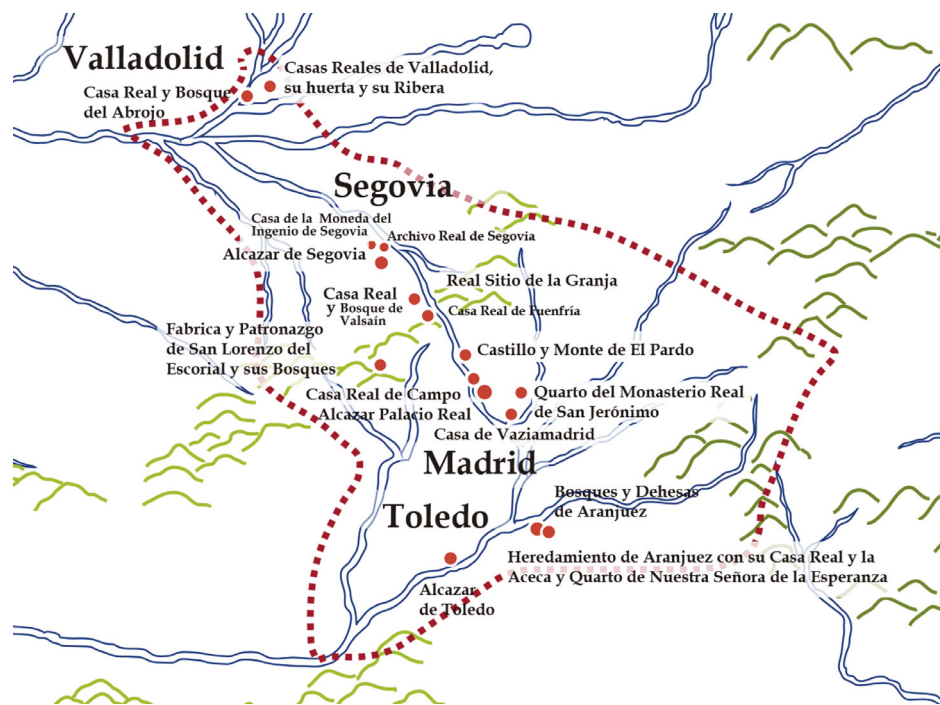 Valladolid
Casas Reales de Valladolid,
su huerta y su Ribera
Casa Real y Bosque
del Abrojo
Segovia
Casa de la Moneda del
Ingenio de Segovia
Archivo Real de Segovia
Alcazar de Segovia
Real Sitio de la Granja
Casa Real
y Bosque de
Valsaín
Casa Real de Fuenfría
Fabrica y Patronazgo
de San Lorenzo del
Escorial y sus Bosques
Castillo y Monte de El Pardo
Casa Real de Campo
Alcazar Palacio Real
Quarto del Monasterio Real
de San Jerónimo
Casa de Vaziamadrid
Madrid
Toledo
Bosques y Dehesas
de Aranjuez
Heredamiento de Aranjuez con su Casa Real y la
Aceca y Quarto de Nuestra Señora de la Esperanza
Alcazar
de Toledo